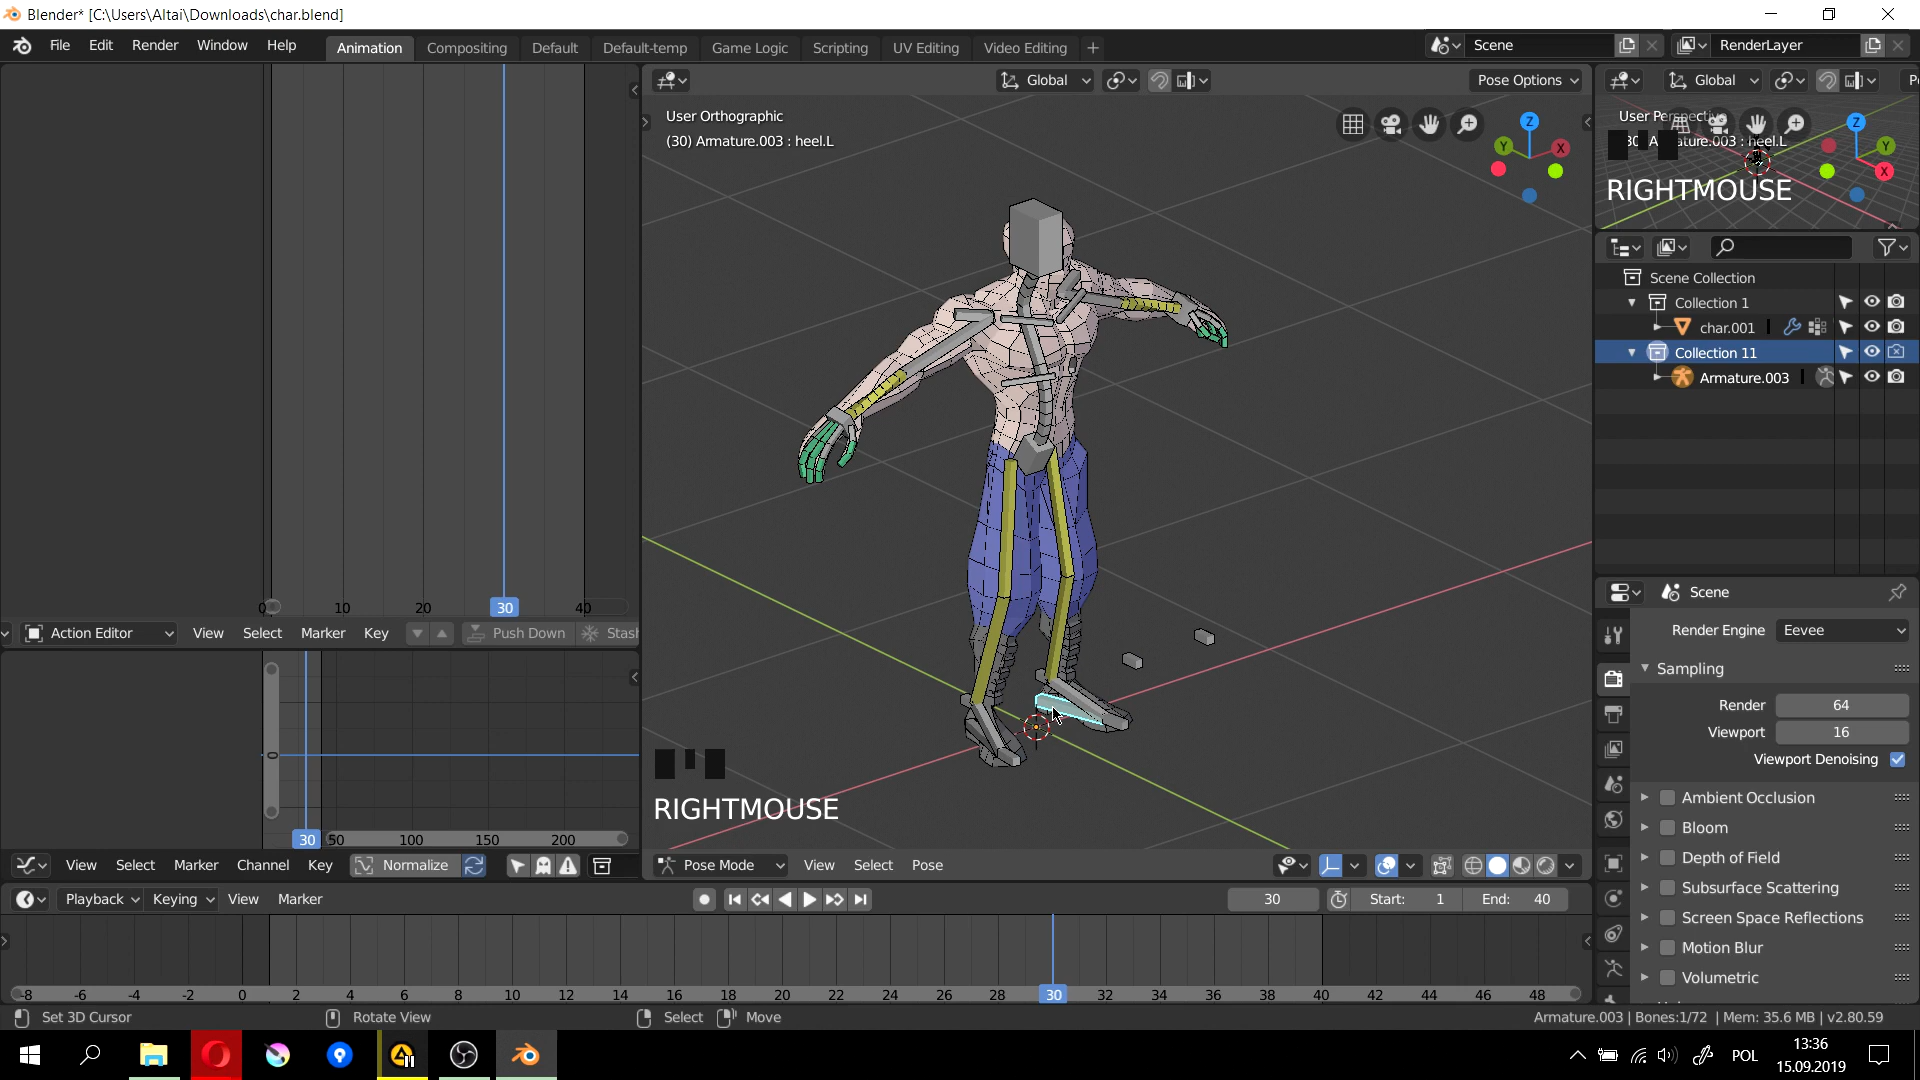 Blender* [C:\Users\Altai\Downloads\char.blend]
File Edit Render Window Help
Animation Compositing Default Default-temp Game Logic Scripting UV Editing Video Editing
Scene
RenderLayer
Global
Pose Options
User Orthographic
(30) Armature.003 : heel.L
X
Y
Z
Global
User Perspective
ature.003 : heel.L
X
Y
Z
RIGHTMOUSE
Scene Collection
Collection 1
char.001
Collection 11
Armature.003
0 10 20 30 40
Action Editor View Select Marker Key Push Down Stash
0
30 50 100 150 200
View Select Marker Channel Key Normalize
RIGHTMOUSE
Pose Mode View Select Pose
Scene
Render Engine Eevee
Sampling
Render 64
Viewport 16
Viewport Denoising
Ambient Occlusion
Bloom
Depth of Field
Subsurface Scattering
Screen Space Reflections
Motion Blur
Volumetric
Playback Keying View Marker
30 Start: 1 End: 40
-8 -6 -4 -2 0 2 4 6 8 10 12 14 16 18 20 22 24 26 28 30 32 34 36 38 40 42 44 46 48
Set 3D Cursor Rotate View Select Move
Armature.003 | Bones:1/72 | Mem: 35.6 MB | v2.80.59
POL
13:36
15.09.2019